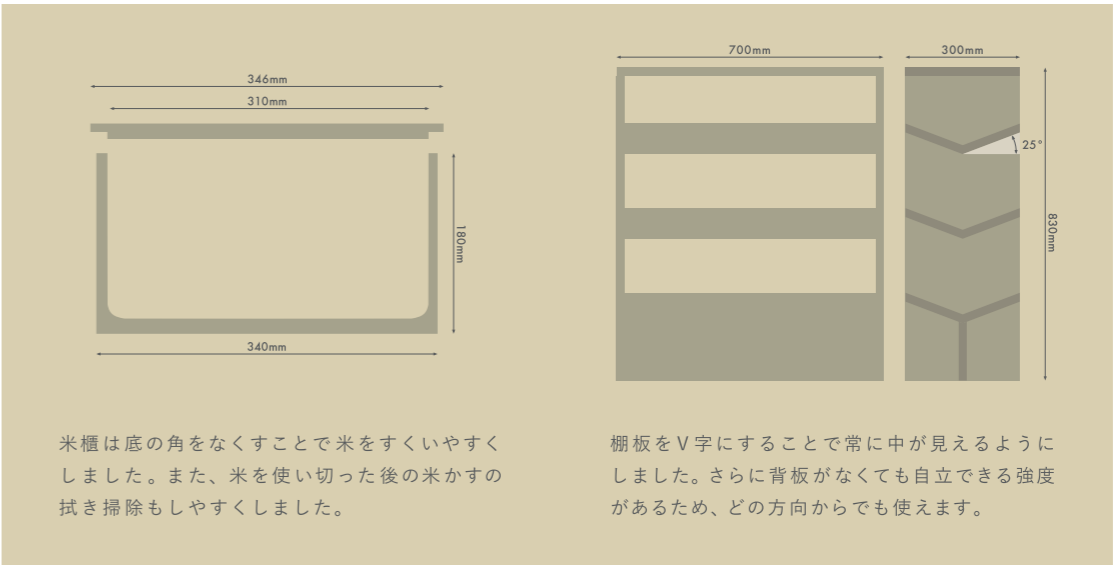 346mm
310mm
180mm
340mm
米櫃は底の角をなくすことで米をすくいやすく
しました。また、米を使い切った後の米かすの
拭き掃除もしやすくしました。
700mm
300mm
25°
830mm
棚板をV字にすることで常に中が見えるように
しました。さらに背板がなくても自立できる強度
があるため、どの方向からでも使えます。